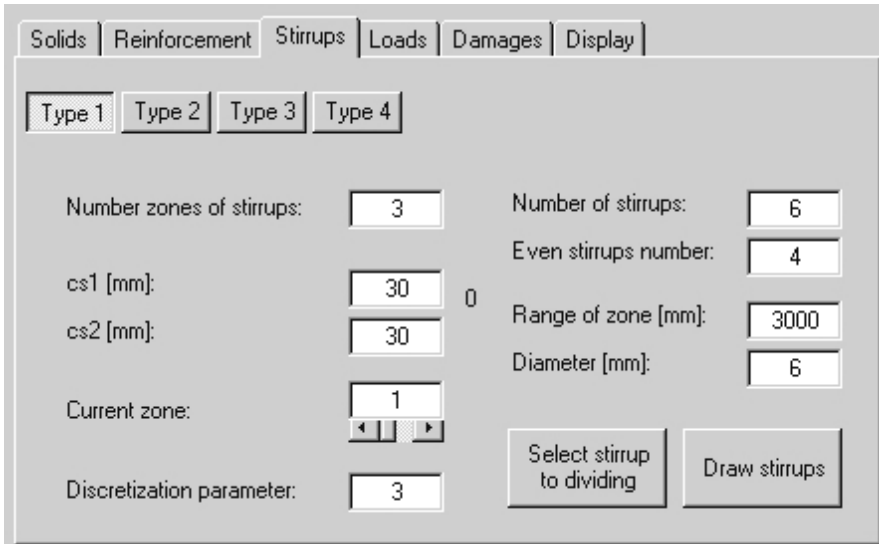 Solids Reinforcement Stirrups Loads Damages Display
Type 1 Type 2 Type 3 Type 4
Number zones of stirrups: 3
cs1 [mm]: 30
cs2 [mm]: 30
0
Current zone: 1
Discretization parameter: 3
Number of stirrups: 6
Even stirrups number: 4
Range of zone [mm]: 3000
Diameter [mm]: 6
Select stirrup
to dividing
Draw stirrups